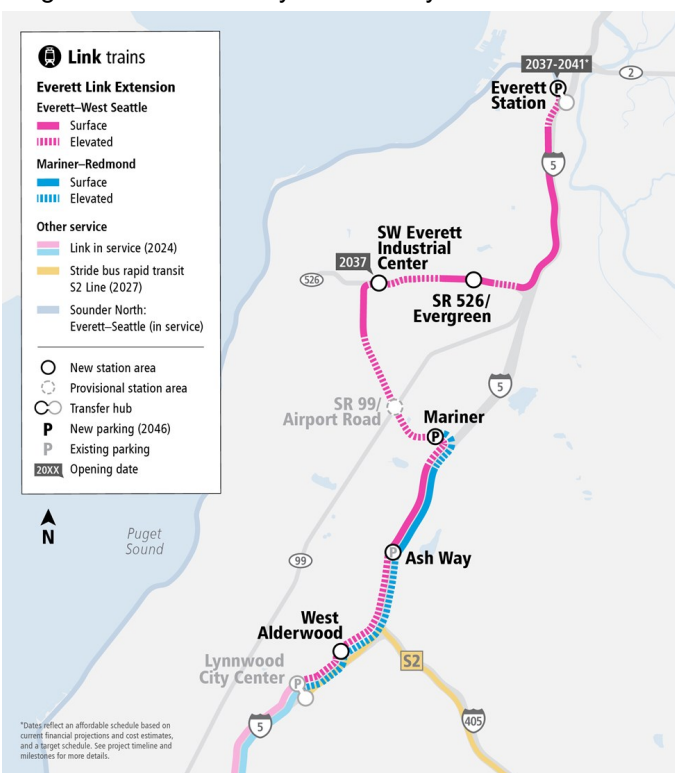 Link trains
Everett Link Extension
Everett–West Seattle
Surface
Elevated
Mariner–Redmond
Surface
Elevated
Other service
Link in service (2024)
Stride bus rapid transit
S2 Line (2027)
Sounder North:
Everett–Seattle (in service)
New station area
Provisional station area
Transfer hub
P New parking (2046)
P Existing parking
20XX Opening date
N
Puget
Sound
2037-2041*
2
Everett
Station
P
5
SW Everett
Industrial
Center
2037
526
SR 526/
Evergreen
5
SR 99/
Airport Road
Mariner
P
P
Ash Way
99
West
Alderwood
S2
Lynnwood
City Center
P
5
405
*Dates reflect an affordable schedule based on
current financial projections and cost estimates,
and a target schedule. See project timeline and
milestones for more details.